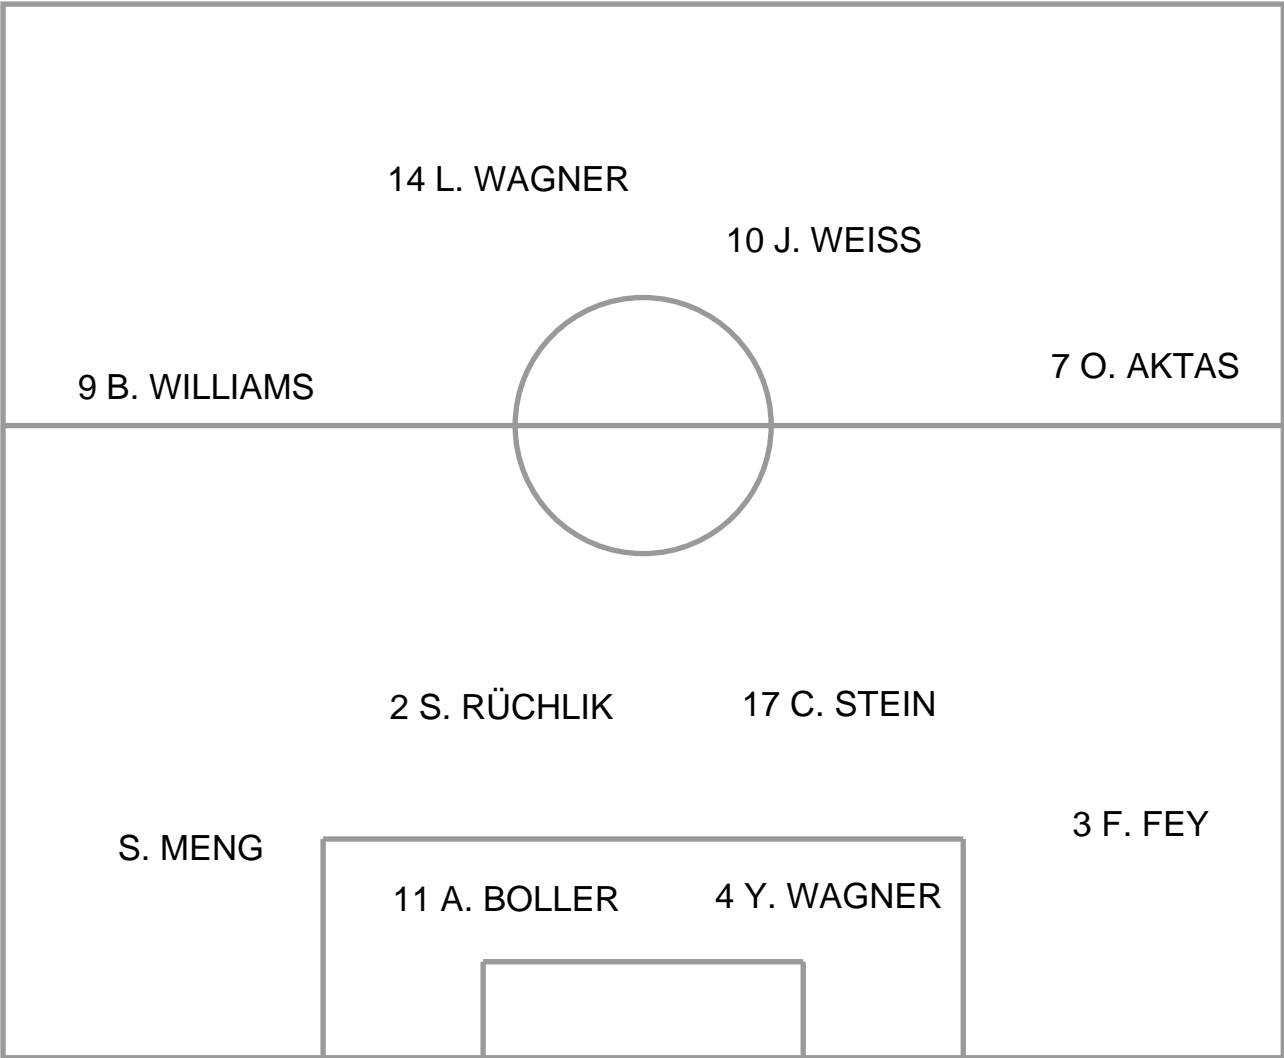 14 L. WAGNER
10 J. WEISS
7 O. AKTAS
9 B. WILLIAMS
2 S. RÜCHLIK
17 C. STEIN
3 F. FEY
S. MENG
11 A. BOLLER
4 Y. WAGNER